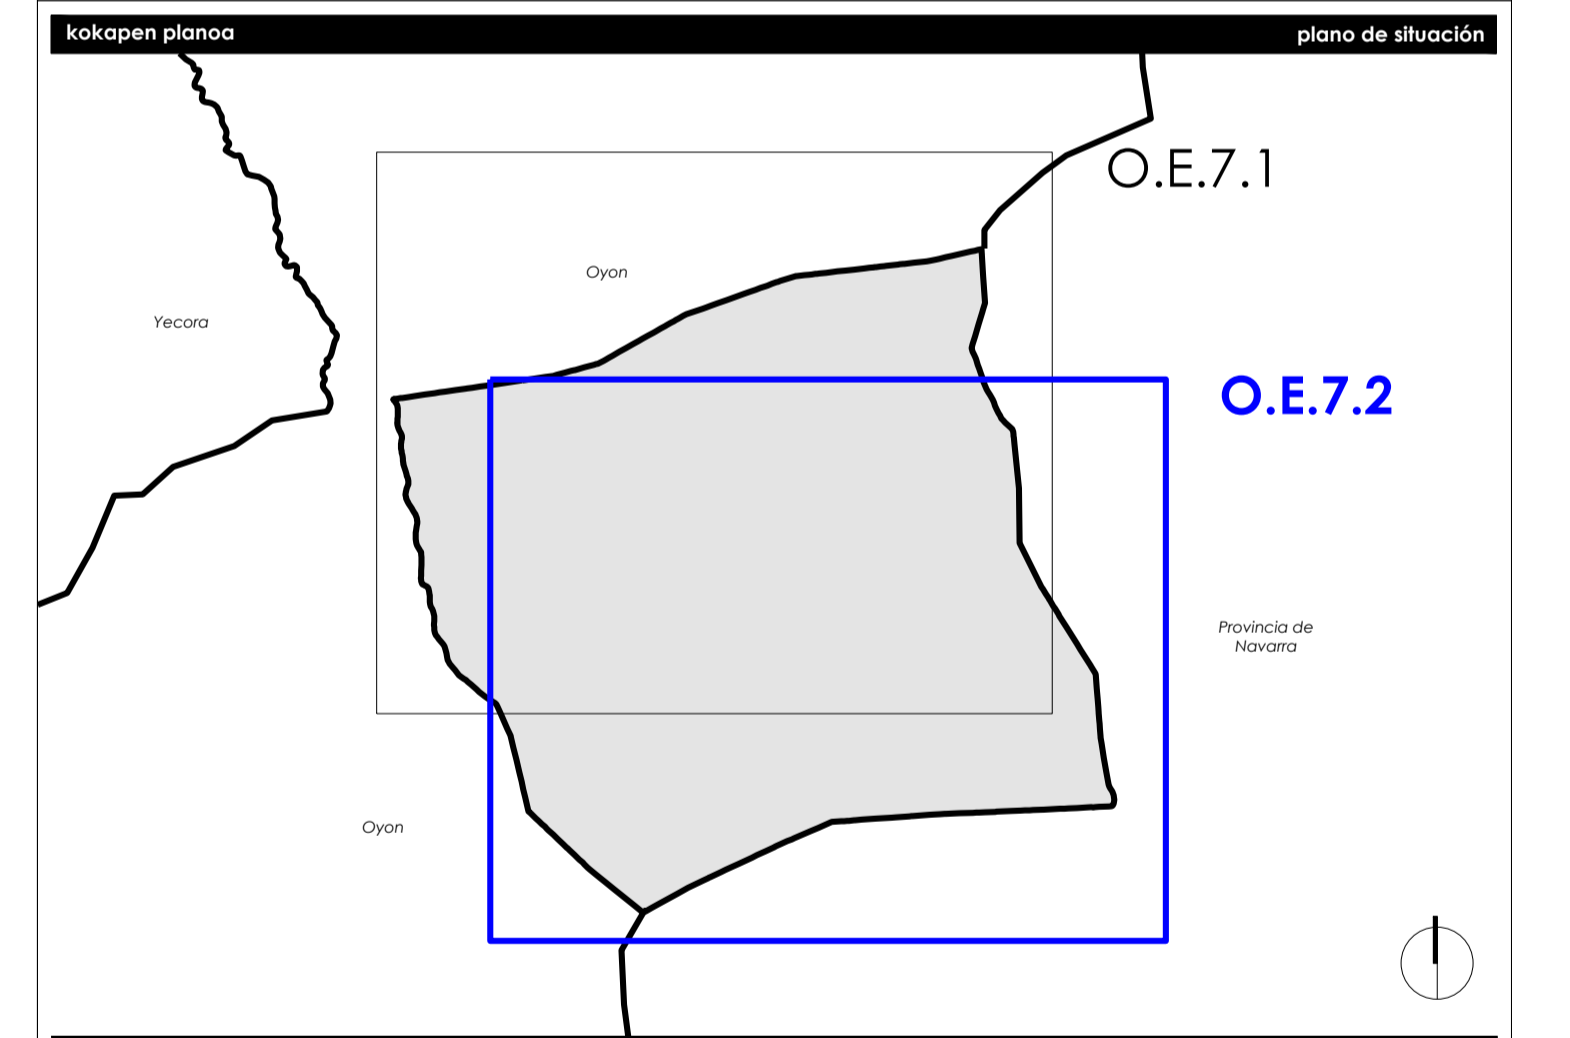 kokapen planoa
plano de situación
O.E.7.1
Oyon
Yecora
O.E.7.2
Provincia de
Navarra
Oyon